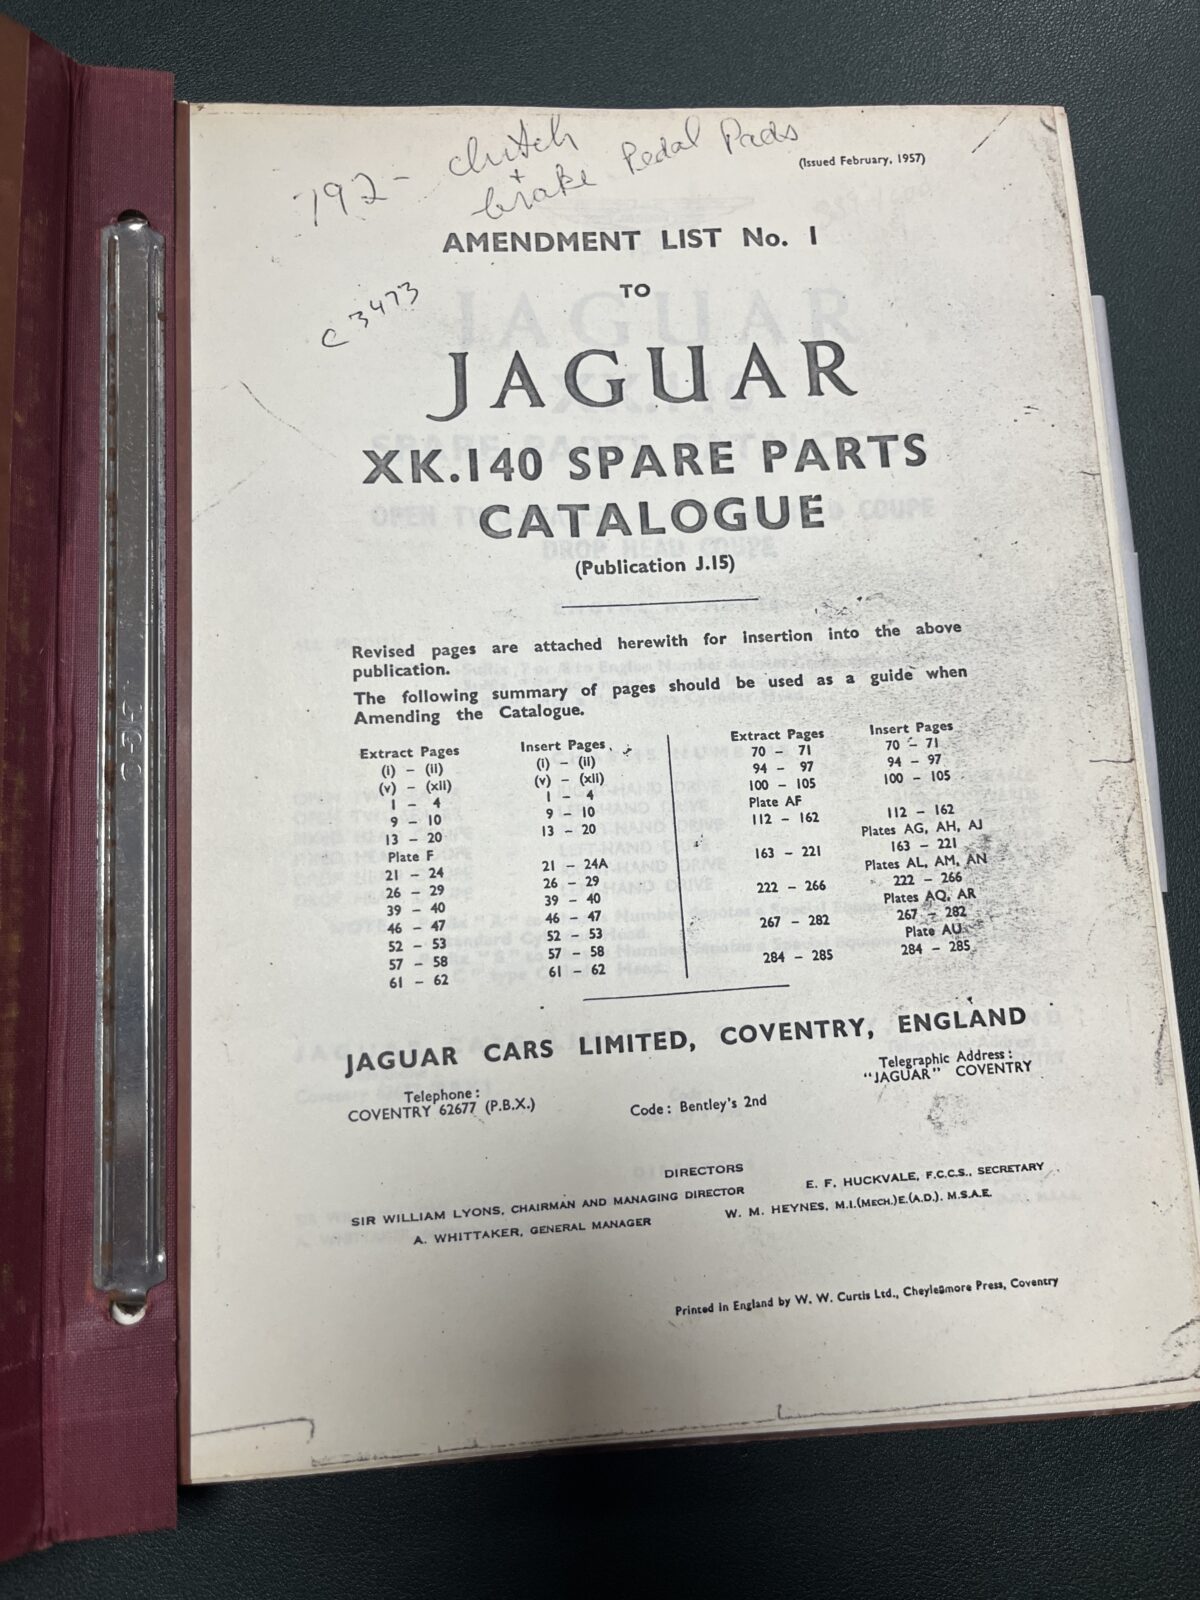 792 - clutch
+
brake Pedal Pads
(Issued February, 1957)
AMENDMENT LIST No. 1
TO
C 3473
JAGUAR
XK.140 SPARE PARTS
CATALOGUE
(Publication J.15)
Revised pages are attached herewith for insertion into the above
publication.
The following summary of pages should be used as a guide when
Amending the Catalogue.
Extract Pages Insert Pages
(i) - (ii) (i) - (ii)
(v) - (xii) (v) - (xii)
1 - 4 1 - 4
9 - 10 9 - 10
13 - 20 13 - 20
Plate F
21 - 24 21 - 24A
26 - 29 26 - 29
39 - 40 39 - 40
46 - 47 46 - 47
52 - 53 52 - 53
57 - 58 57 - 58
61 - 62 61 - 62
Extract Pages Insert Pages
70 - 71 70 - 71
94 - 97 94 - 97
100 - 105 100 - 105
Plate AF
112 - 162 112 - 162
Plates AG, AH, AJ
163 - 221 163 - 221
Plates AL, AM, AN
222 - 266 222 - 266
Plates AQ, AR
267 - 282 267 - 282
Plate AU
284 - 285 284 - 285
JAGUAR CARS LIMITED, COVENTRY, ENGLAND
Telephone:
COVENTRY 62677 (P.B.X.)
Code: Bentley's 2nd
Telegraphic Address:
"JAGUAR" COVENTRY
DIRECTORS
SIR WILLIAM LYONS, CHAIRMAN AND MANAGING DIRECTOR
E. F. HUCKVALE, F.C.C.S., SECRETARY
A. WHITTAKER, GENERAL MANAGER
W. M. HEYNES, M.I.(MECH.)E.(A.D.), M.S.A.E.
Printed in England by W. W. Curtis Ltd., Cheylesmore Press, Coventry